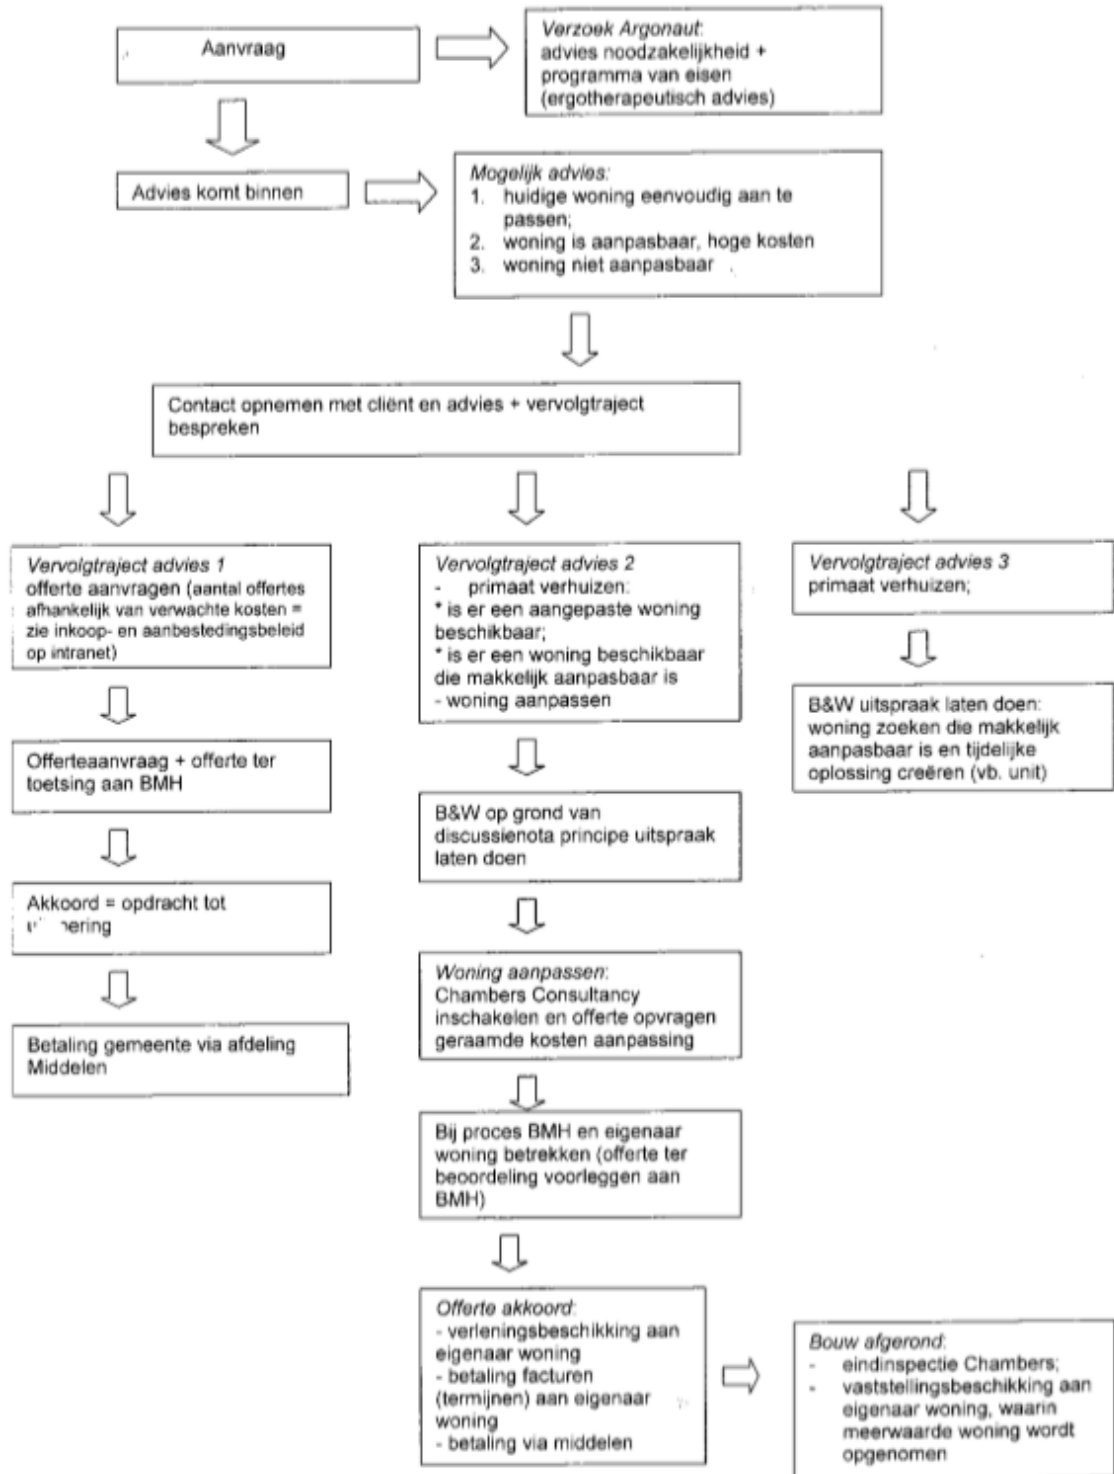 Aanvraag
Verzoek Argonaut:
advies noodzakelijkheid +
programma van eisen
(ergotherapeutisch advies)
Advies komt binnen
Mogelijk advies:
1. huidige woning eenvoudig aan te
passen;
2. woning is aanpasbaar, hoge kosten
3. woning niet aanpasbaar
Contact opnemen met cliënt en advies + vervolgtraject
bespreken
Vervolgtraject advies 1
offerte aanvragen (aantal offertes
afhankelijk van verwachte kosten =
zie inkoop- en aanbestedingsbeleid
op intranet)
Offerteaanvraag + offerte ter
toetsing aan BMH
Akkoord = opdracht tot
Betaling gemeente via afdeling
Middelen
Vervolgtraject advies 2
- primaat verhuizen:
* is er een aangepaste woning
beschikbaar;
* is er een woning beschikbaar
die makkelijk aanpasbaar is
- woning aanpassen
B&W op grond van
discussienota principe uitspraak
laten doen
Woning aanpassen:
Chambers Consultancy
inschakelen en offerte opvragen
geraamde kosten aanpassing
Bij proces BMH en eigenaar
woning betrekken (offerte ter
beoordeling voorleggen aan
BMH)
Offerte akkoord:
- verleningsbeschikking aan
eigenaar woning
- betaling facturen
(termijnen) aan eigenaar
woning
- betaling via middelen
Bouw afgerond:
- eindinspectie Chambers;
- vaststellingsbeschikking aan
eigenaar woning, waarin
meerwaarde woning wordt
opgenomen
Vervolgtraject advies 3
primaat verhuizen;
B&W uitspraak laten doen:
woning zoeken die makkelijk
aanpasbaar is en tijdelijke
oplossing creëren (vb. unit)